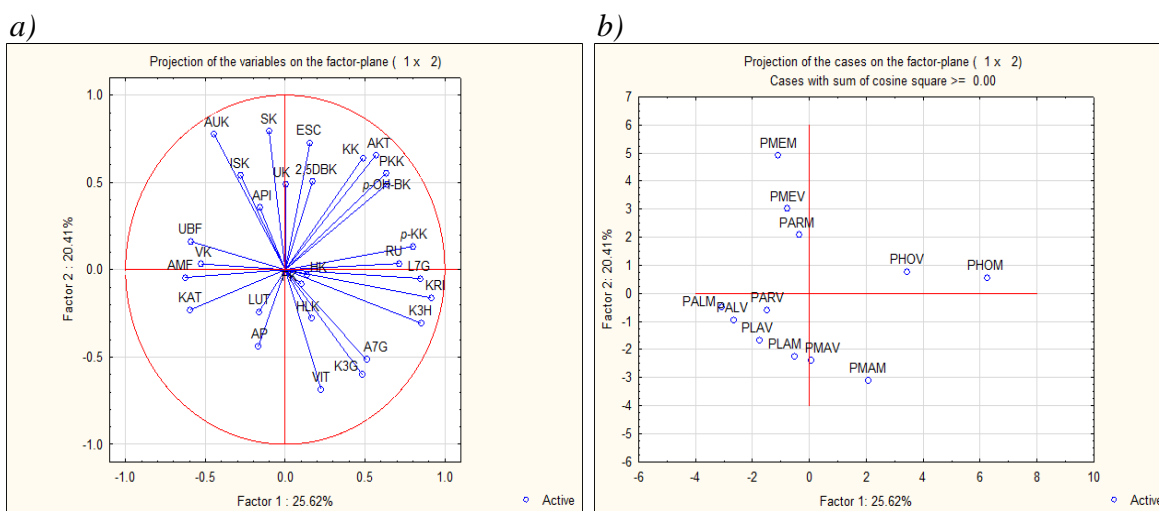 a)
Projection of the variables on the factor-plane ( 1 x 2)
1.0
SK
AUK
ESC
AKT
KK
PKK
ISK
2,5DBK
UK
0.5
p-OH-BK
API
UBF
p-KK
VK
RU
0.0
HK
L7G
AMF
KRI
KAT
LUT
HLK
K3H
AP
A7G
-0.5
K3G
VIT
-1.0
-1.0 -0.5 0.0 0.5 1.0
Factor 1 : 25.62%
Factor 2 : 20.41%
Active
b)
Projection of the cases on the factor-plane ( 1 x 2)
Cases with sum of cosine square >= 0.00
7
6
5
PMEM
4
PMEV
3
PARM
2
1
PHOV
PHOM
0
PALM
PALV
PARV
-1
PLAV
-2
PLAM
PMAV
PMAM
-3
-4
-5
-6
-6 -4 -2 0 2 4 6 8 10
Factor 1: 25.62%
Factor 2: 20.41%
Active